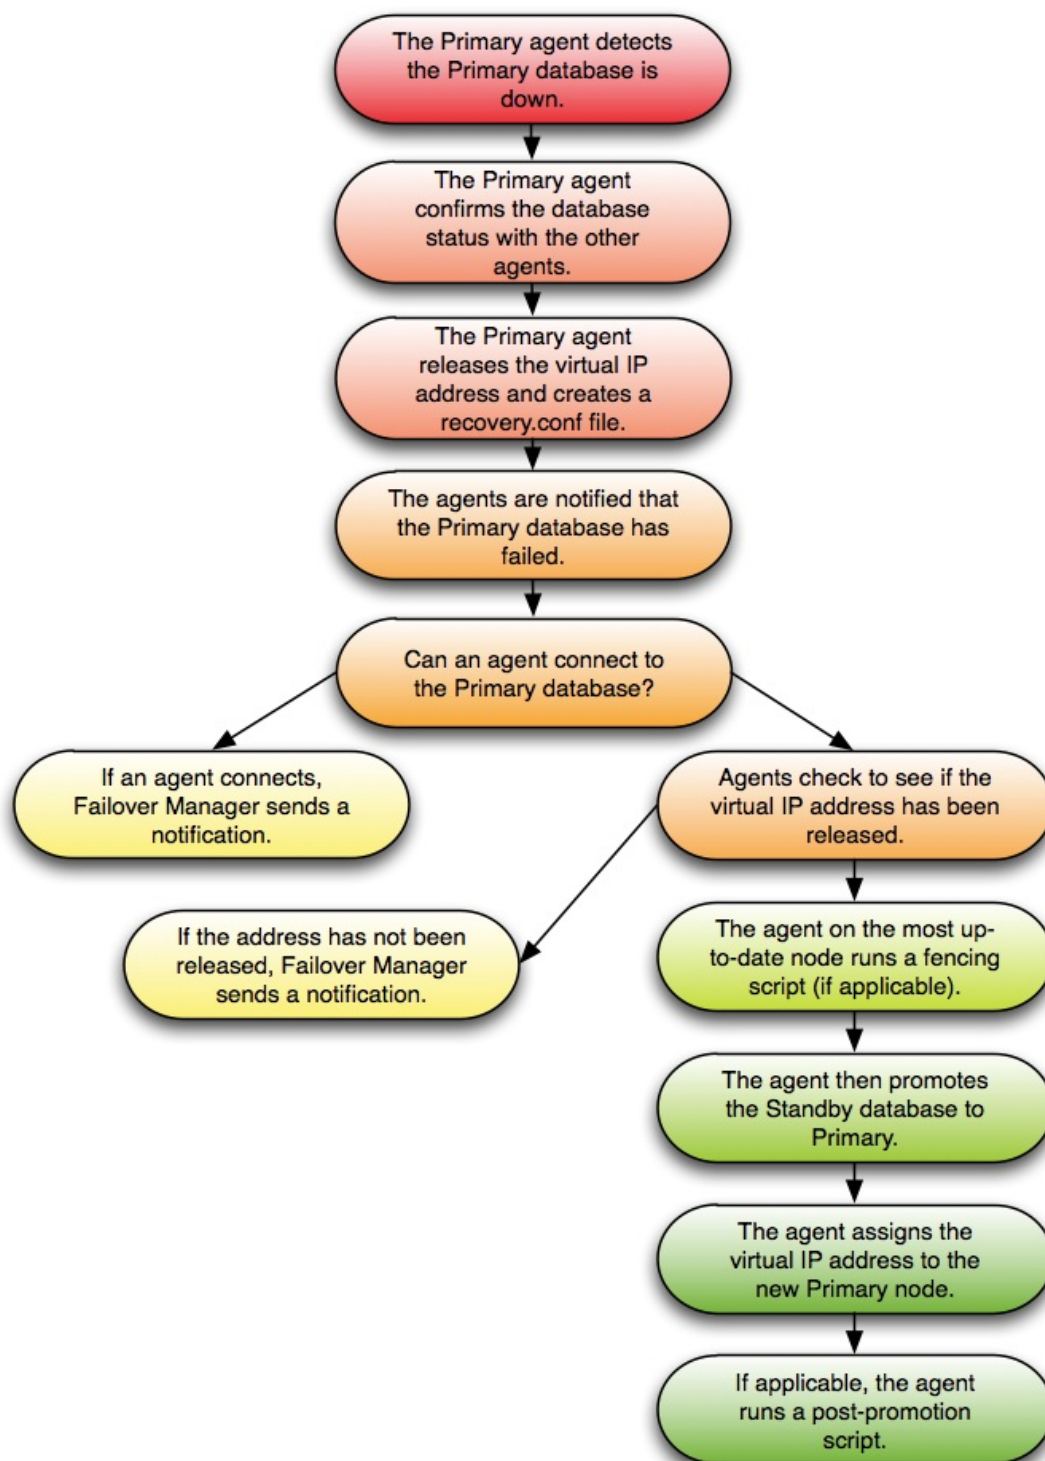 The Primary agent detects
the Primary database is
down.
The Primary agent
confirms the database
status with the other
agents.
The Primary agent
releases the virtual IP
address and creates a
recovery.conf file.
The agents are notified that
the Primary database has
failed.
Can an agent connect to
the Primary database?
If an agent connects,
Failover Manager sends a
notification.
Agents check to see if the
virtual IP address has been
released.
If the address has not been
released, Failover Manager
sends a notification.
The agent on the most up-
to-date node runs a fencing
script (if applicable).
The agent then promotes
the Standby database to
Primary.
The agent assigns the
virtual IP address to the
new Primary node.
If applicable, the agent
runs a post-promotion
script.